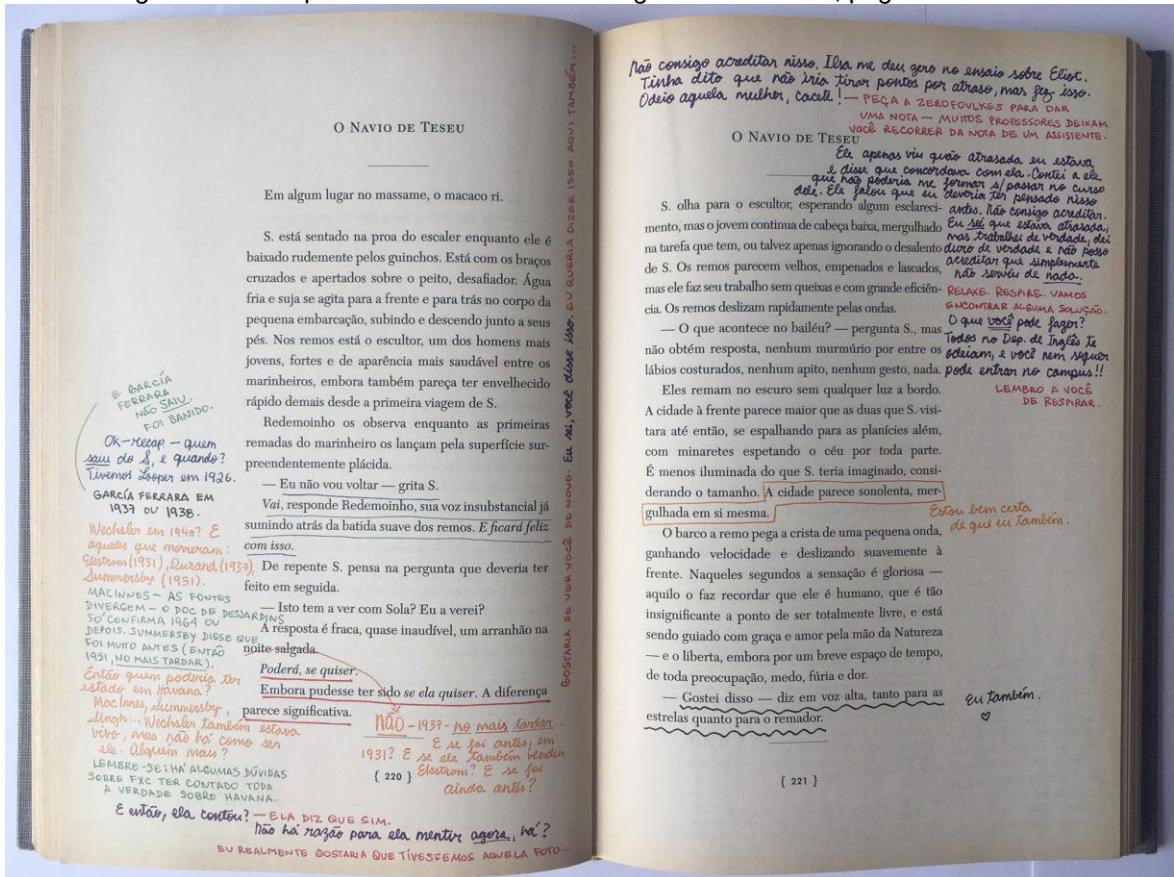 O NAVIO DE TESEU
Em algum lugar no massame, o macaco ri.
S. está sentado na proa do escaler enquanto ele é
baixado rudemente pelos guinchos. Está com os braços
cruzados e apertados sobre o peito, desafiador. Água
fria e suja se agita para a frente e para trás no corpo da
pequena embarcação, subindo e descendo junto a seus
pés. Nos remos está o escultor, um dos homens mais
jovens, fortes e de aparência mais saudável entre os
marinheiros, embora também pareça ter envelhecido
rápido demais desde a primeira viagem de S.
Redemoinho os observa enquanto as primeiras
remadas do marinheiro os lançam pela superfície sur-
preendentemente plácida.
— Eu não vou voltar — grita S.
Vai, responde Redemoinho, sua voz insubstancial já
sumindo atrás da batida suave dos remos. E ficará feliz
com isso.
De repente S. pensa na pergunta que deveria ter
feito em seguida.
— Isto tem a ver com Sola? Eu a verei?
A resposta é fraca, quase inaudível, um arranhão na
noite salgada.
Poderá, se quiser.
Embora pudesse ter sido se ela quiser. A diferença
parece significativa.
{ 220 }
E GARCÍA
FERRARA
NÃO SAIU.
FOI BANIDO.
Ok-recap — quem
saiu do S, e quando?
Tivemos Looper em 1926.
GARCÍA FERRARA EM
1937 OU 1938.
Wechsler em 1940? E
aqueles que morreram:
Ekstrom (1931), Durand (1937),
Summersby (1951).
MACINNES — AS FONTES
DIVERGEM — O DOC DE DESJARDINS
SÓ CONFIRMA 1964 OU
DEPOIS. SUMMERSBY DISSE QUE
FOI MUITO ANTES (ENTÃO
1951, NO MAIS TARDAR).
Então quem poderia ter
estado em Havana?
MacInnes, Summersby,
Singh... Wechsler também estava
vivo, mas não há como ser
ele. Alguém mais?
LEMBRE-SE: HÁ ALGUMAS DÚVIDAS
SOBRE FXC TER CONTADO TODA
A VERDADE SOBRE HAVANA.
E então, ela contou? — ELA DIZ QUE SIM.
Não há razão para ela mentir agora, há?
EU REALMENTE GOSTARIA QUE TÍVESSEMOS AQUELA FOTO...
não - 1937 - no mais tardar.
E se foi antes, em
1931? E se ele também vendeu
Ekstrom? E se foi
ainda antes?
GOSTARIA DE VER VOCÊ DE NOVO. Eu sei, você disse isso. EU QUERIA DIZER ISSO AQUI TAMBÉM...
Não consigo acreditar nisso. Ilsa me deu zero no ensaio sobre Eliot.
Tinha dito que não iria tirar pontos por atraso, mas fez isso.
Odeio aquela mulher, cacete! — PEÇA A ZEROFOULKES PARA DAR
UMA NOTA — MUITOS PROFESSORES DEIXAM
VOCÊ RECORRER DA NOTA DE UM ASSISTENTE.
O NAVIO DE TESEU
Ele apenas viu quão atrasada eu estava
e disse que concordava com ela. Contei a ele
que não poderia me formar s/ passar no curso
dele. Ele falou que eu deveria ter pensado nisso
antes. Não consigo acreditar.
Eu sei que estava atrasada,
mas trabalhei de verdade, dei
duro de verdade e não posso
acreditar que simplesmente
não serviu de nada.
RELAXE. RESPIRE. VAMOS
ENCONTRAR ALGUMA SOLUÇÃO.
O que você pode fazer?
Todos no Dep. de Inglês te
odeiam, e você nem sequer
pode entrar no campus!!
LEMBRO A VOCÊ
DE RESPIRAR.
S. olha para o escultor, esperando algum esclareci-
mento, mas o jovem continua de cabeça baixa, mergulhado
na tarefa que tem, ou talvez apenas ignorando o desalento
de S. Os remos parecem velhos, empenados e lascados,
mas ele faz seu trabalho sem queixas e com grande eficiên-
cia. Os remos deslizam rapidamente pelas ondas.
— O que acontece no bailéu? — pergunta S., mas
não obtém resposta, nenhum murmúrio por entre os
lábios costurados, nenhum apito, nenhum gesto, nada.
Eles remam no escuro sem qualquer luz a bordo.
A cidade à frente parece maior que as duas que S. visi-
tara até então, se espalhando para as planícies além,
com minaretes espetando o céu por toda parte.
É menos iluminada do que S. teria imaginado, consi-
derando o tamanho. A cidade parece sonolenta, mer-
gulhada em si mesma.
Estou bem certa
de que eu também.
O barco a remo pega a crista de uma pequena onda,
ganhando velocidade e deslizando suavemente à
frente. Naqueles segundos a sensação é gloriosa —
aquilo o faz recordar que ele é humano, que é tão
insignificante a ponto de ser totalmente livre, e está
sendo guiado com graça e amor pela mão da Natureza
— e o liberta, embora por um breve espaço de tempo,
de toda preocupação, medo, fúria e dor.
— Gostei disso — diz em voz alta, tanto para as
estrelas quanto para o remador.
Eu também.
♡
{ 221 }